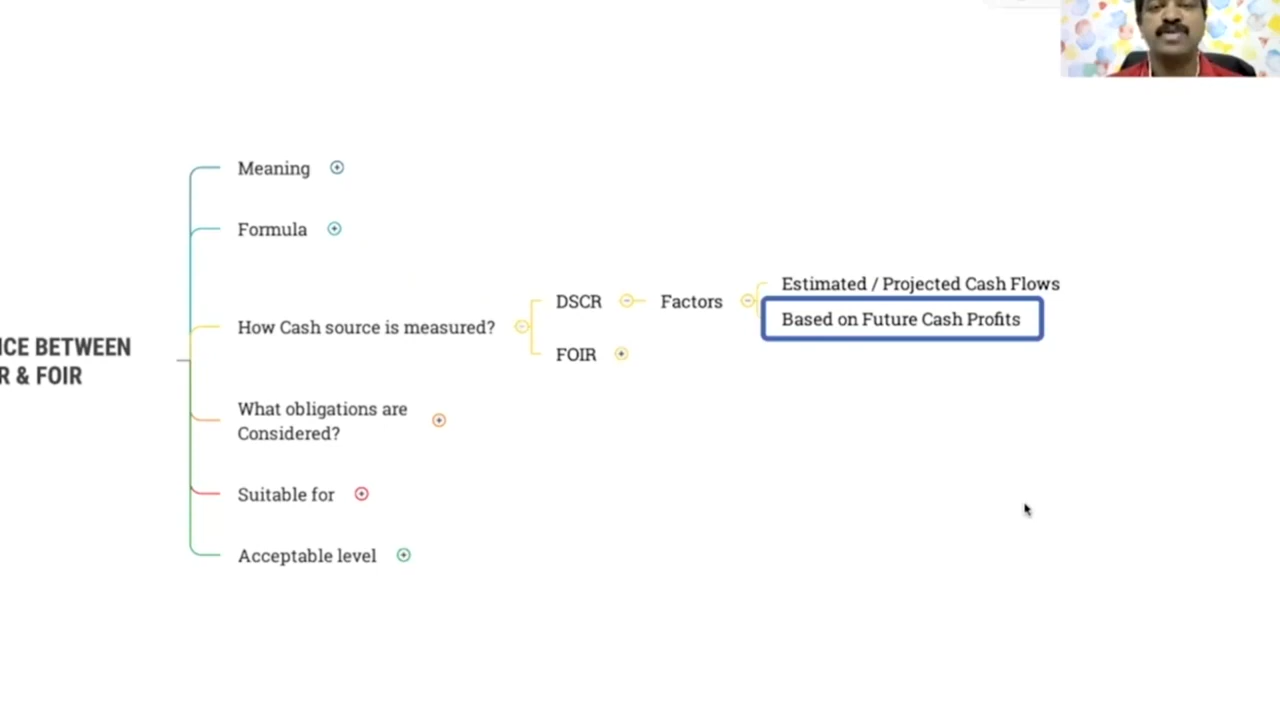 Meaning
Formula
How Cash source is measured?
DSCR
Factors
Estimated / Projected Cash Flows
Based on Future Cash Profits
FOIR
NCE BETWEEN
R & FOIR
What obligations are
Considered?
Suitable for
Acceptable level